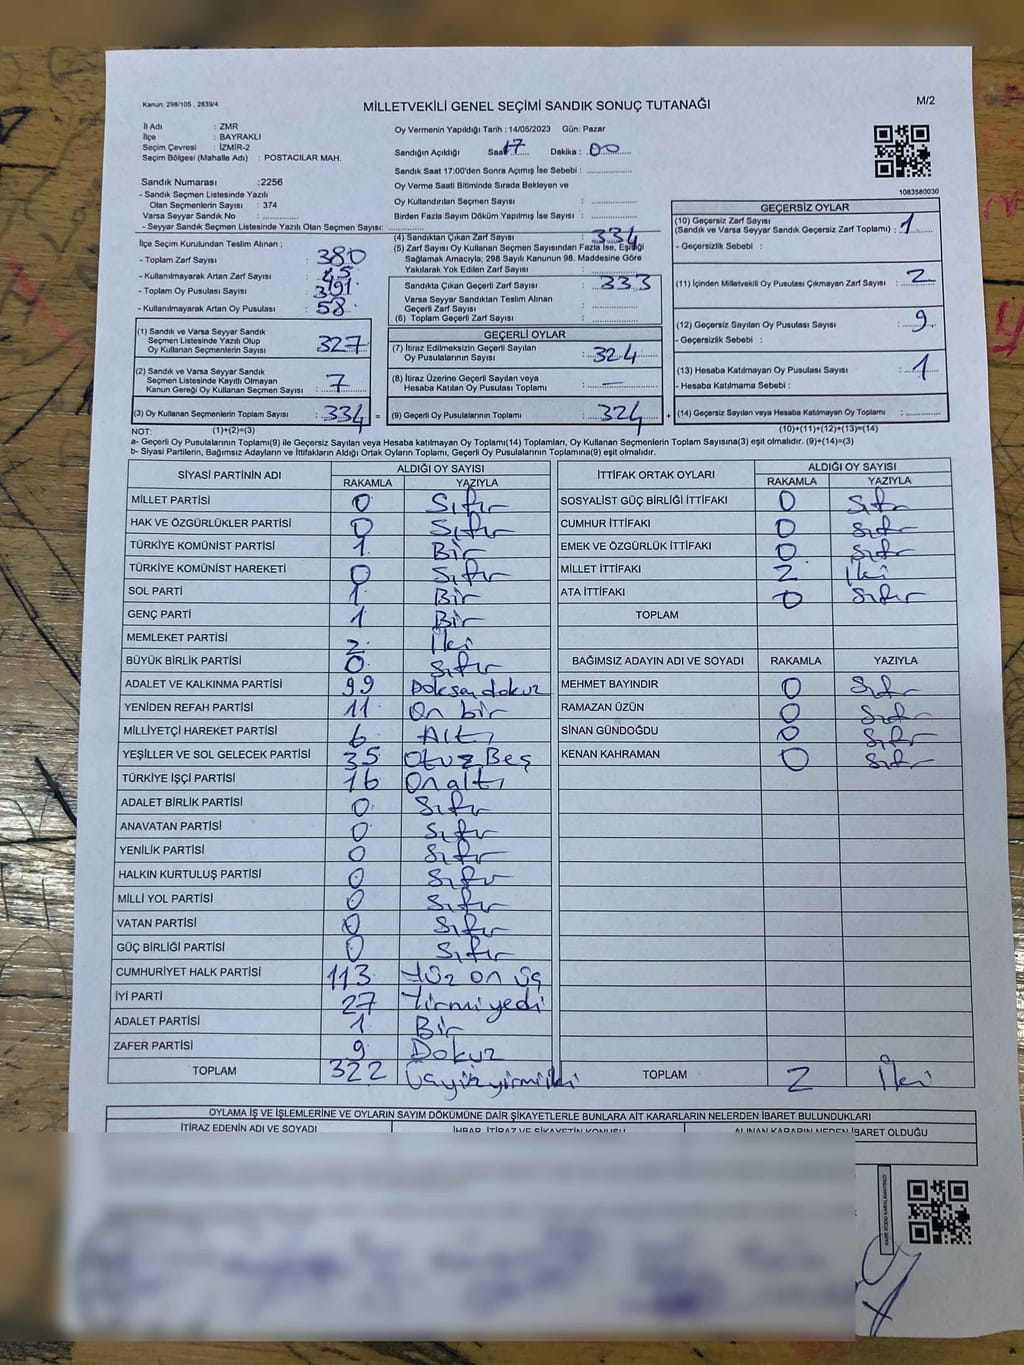 Kanun; 298/105 , 2839/4
MİLLETVEKİLİ GENEL SEÇİMİ SANDIK SONUÇ TUTANAĞI
M/2
İl Adı : ZMR
İlçe : BAYRAKLI
Seçim Çevresi : İZMİR-2
Seçim Bölgesi (Mahalle Adı) : POSTACILAR MAH.
Sandık Numarası :2256
- Sandık Seçmen Listesinde Yazılı
Olan Seçmenlerin Sayısı : 374
Varsa Seyyar Sandık No : ..............
- Seyyar Sandık Seçmen Listesinde Yazılı Olan Seçmen Sayısı: ..............
Oy Vermenin Yapıldığı Tarih : 14/05/2023 Gün: Pazar
Sandığın Açıldığı Saat 17 Dakika : 00
Sandık Saat 17:00'den Sonra Açımış İse Sebebi : ..............
Oy Verme Saati Bitiminde Sırada Bekleyen ve
Oy Kullandırılan Seçmen Sayısı : ..............
Birden Fazla Sayım Döküm Yapılmış İse Sayısı : ..............
1083580030
İlçe Seçim Kurulundan Teslim Alınan ;
- Toplam Zarf Sayısı : 380
- Kullanılmayarak Artan Zarf Sayısı : 45
- Toplam Oy Pusulası Sayısı : 391
- Kullanılmayarak Artan Oy Pusulası : 58
(1) Sandık ve Varsa Seyyar Sandık
Seçmen Listesinde Yazılı Olup
Oy Kullanan Seçmenlerin Sayısı : 327
(2) Sandık ve Varsa Seyyar Sandık
Seçmen Listesinde Kayıtlı Olmayan
Kanun Gereği Oy Kullanan Seçmen Sayısı : 7
(3) Oy Kullanan Seçmenlerin Toplam Sayısı : 334 =
(4) Sandıktan Çıkan Zarf Sayısı : 334
(5) Zarf Sayısı Oy Kullanan Seçmen Sayısından Fazla İse, Eşitliği
Sağlamak Amacıyla; 298 Sayılı Kanunun 98. Maddesine Göre
Yakılarak Yok Edilen Zarf Sayısı : ..............
Sandıkta Çıkan Geçerli Zarf Sayısı : 333
Varsa Seyyar Sandıktan Teslim Alınan
Geçerli Zarf Sayısı : ..............
(6) Toplam Geçerli Zarf Sayısı : ..............
GEÇERLİ OYLAR
(7) İtiraz Edilmeksizin Geçerli Sayılan
Oy Pusulalarının Sayısı : 324
(8) İtiraz Üzerine Geçerli Sayılan veya
Hesaba Katılan Oy Pusulası Toplamı : —
(9) Geçerli Oy Pusulalarının Toplamı : 324 +
GEÇERSİZ OYLAR
(10) Geçersiz Zarf Sayısı
(Sandık ve Varsa Seyyar Sandık Geçersiz Zarf Toplamı) : 1
- Geçersizlik Sebebi :
(11) İçinden Milletvekili Oy Pusulası Çıkmayan Zarf Sayısı : 2
(12) Geçersiz Sayılan Oy Pusulası Sayısı : 9
- Geçersizlik Sebebi :
(13) Hesaba Katılmayan Oy Pusulası Sayısı : 1
- Hesaba Katılmama Sebebi :
(14) Geçersiz Sayılan veya Hesaba Katılmayan Oy Toplamı : ..............
NOT: (1)+(2)=(3)
(10)+(11)+(12)+(13)=(14)
a- Geçerli Oy Pusulalarının Toplamı(9) ile Geçersiz Sayılan veya Hesaba katılmayan Oy Toplamı(14) Toplamları, Oy Kullanan Seçmenlerin Toplam Sayısına(3) eşit olmalıdır. (9)+(14)=(3)
b- Siyasi Partilerin, Bağımsız Adayların ve İttifakların Aldığı Ortak Oyların Toplamı, Geçerli Oy Pusulalarının Toplamına(9) eşit olmalıdır.
SİYASİ PARTİNİN ADI ALDIĞI OY SAYISI
RAKAMLA YAZIYLA
MİLLET PARTİSİ 0 Sıfır
HAK VE ÖZGÜRLÜKLER PARTİSİ 0 Sıfır
TÜRKİYE KOMÜNİST PARTİSİ 1 Bir
TÜRKİYE KOMÜNİST HAREKETİ 0 Sıfır
SOL PARTİ 1 Bir
GENÇ PARTİ 1 Bir
MEMLEKET PARTİSİ 2 İki
BÜYÜK BİRLİK PARTİSİ 0 Sıfır
ADALET VE KALKINMA PARTİSİ 99 Doksan dokuz
YENİDEN REFAH PARTİSİ 11 On bir
MİLLİYETÇİ HAREKET PARTİSİ 6 Altı
YEŞİLLER VE SOL GELECEK PARTİSİ 35 Otuz Beş
TÜRKİYE İŞÇİ PARTİSİ 16 On altı
ADALET BİRLİK PARTİSİ 0 Sıfır
ANAVATAN PARTİSİ 0 Sıfır
YENİLİK PARTİSİ 0 Sıfır
HALKIN KURTULUŞ PARTİSİ 0 Sıfır
MİLLİ YOL PARTİSİ 0 Sıfır
VATAN PARTİSİ 0 Sıfır
GÜÇ BİRLİĞİ PARTİSİ 0 Sıfır
CUMHURİYET HALK PARTİSİ 113 Yüz on üç
İYİ PARTİ 27 Yirmi yedi
ADALET PARTİSİ 1 Bir
ZAFER PARTİSİ 9 Dokuz
TOPLAM 322 Üçyüzyirmiiki
İTTİFAK ORTAK OYLARI ALDIĞI OY SAYISI
RAKAMLA YAZIYLA
SOSYALİST GÜÇ BİRLİĞİ İTTİFAKI 0 Sıfır
CUMHUR İTTİFAKI 0 Sıfır
EMEK VE ÖZGÜRLÜK İTTİFAKI 0 Sıfır
MİLLET İTTİFAKI 2 İki
ATA İTTİFAKI 0 Sıfır
TOPLAM
BAĞIMSIZ ADAYIN ADI VE SOYADI RAKAMLA YAZIYLA
MEHMET BAYINDIR 0 Sıfır
RAMAZAN ÜZÜN 0 Sıfır
SİNAN GÜNDOĞDU 0 Sıfır
KENAN KAHRAMAN 0 Sıfır
TOPLAM 2 İki
OYLAMA İŞ VE İŞLEMLERİNE VE OYLARIN SAYIM DÖKÜMÜNE DAİR ŞİKAYETLERLE BUNLARA AİT KARARLARIN NELERDEN İBARET BULUNDUKLARI
İTİRAZ EDENİN ADI VE SOYADI İHBAR, İTİRAZ VE ŞİKAYETİN KONUSU ALINAN KARARIN NEDEN İBARET OLDUĞU